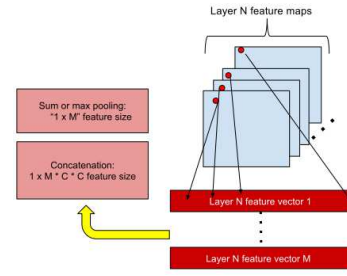 Layer N feature maps
Sum or max pooling:
"1 x M" feature size
Concatenation:
1 x M * C * C feature size
Layer N feature vector 1
Layer N feature vector M